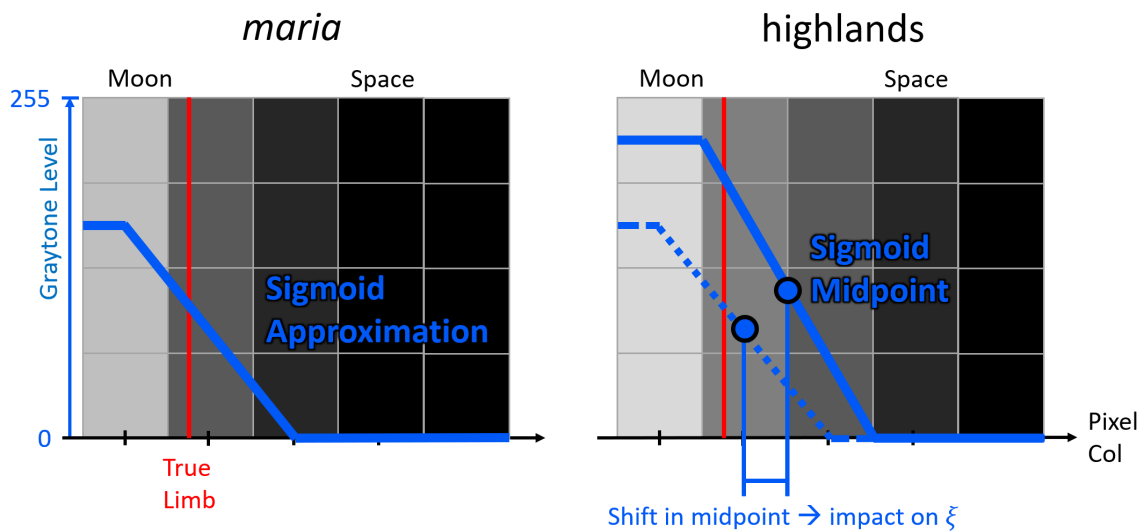 maria
highlands
Moon
Space
Moon
Space
255
Graytone Level
Sigmoid
Approximation
Sigmoid
Midpoint
0
True
Limb
Pixel
Col
Shift in midpoint → impact on ξ